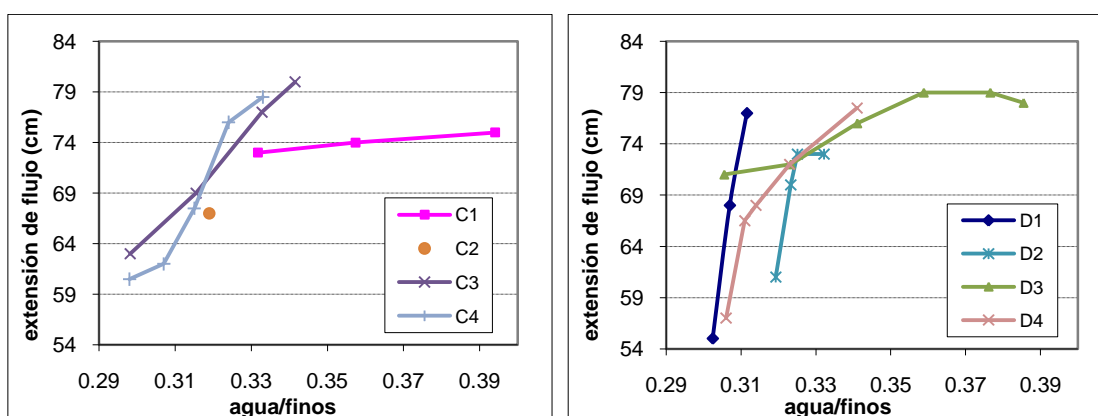 84
79
74
69
64
59
54
extensión de flujo (cm)
0.29 0.31 0.33 0.35 0.37 0.39
agua/finos
C1
C2
C3
C4
84
79
74
69
64
59
54
extensión de flujo (cm)
0.29 0.31 0.33 0.35 0.37 0.39
agua/finos
D1
D2
D3
D4